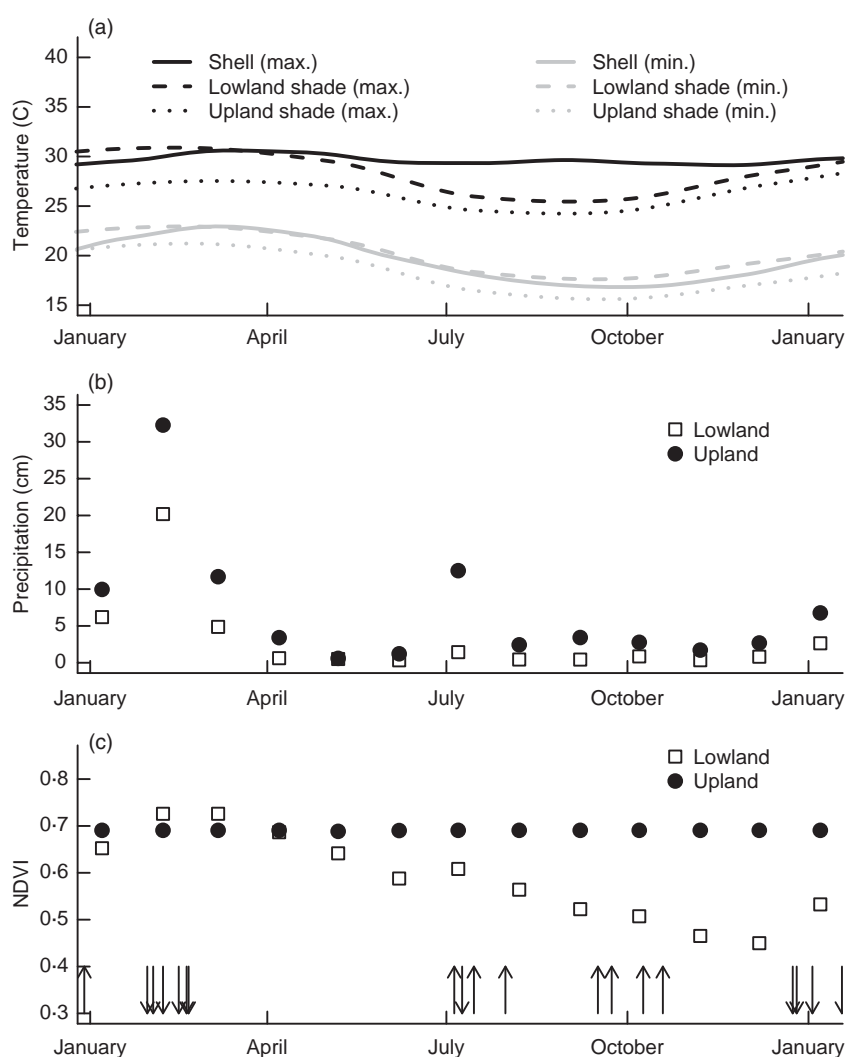 (a)
40
35
30
25
20
15
Temperature (C)
Shell (max.)
Lowland shade (max.)
Upland shade (max.)
Shell (min.)
Lowland shade (min.)
Upland shade (min.)
January April July October January
(b)
35
30
25
20
15
10
5
0
Precipitation (cm)
Lowland
Upland
January April July October January
(c)
0·8
0·7
0·6
0·5
0·4
0·3
NDVI
Lowland
Upland
January April July October January